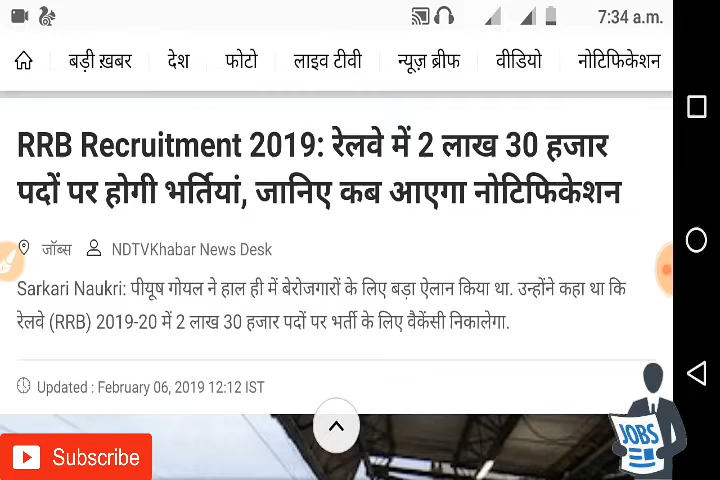 7:34 a.m.
बड़ी ख़बर देश फोटो लाइव टीवी न्यूज़ ब्रीफ वीडियो नोटिफिकेशन
RRB Recruitment 2019: रेलवे में 2 लाख 30 हजार
पदों पर होगी भर्तियां, जानिए कब आएगा नोटिफिकेशन
जॉब्स NDTVKhabar News Desk
Sarkari Naukri: पीयूष गोयल ने हाल ही में बेरोजगारों के लिए बड़ा ऐलान किया था. उन्होंने कहा था कि
रेलवे (RRB) 2019-20 में 2 लाख 30 हजार पदों पर भर्ती के लिए वैकेंसी निकालेगा.
Updated : February 06, 2019 12:12 IST
JOBS
Subscribe